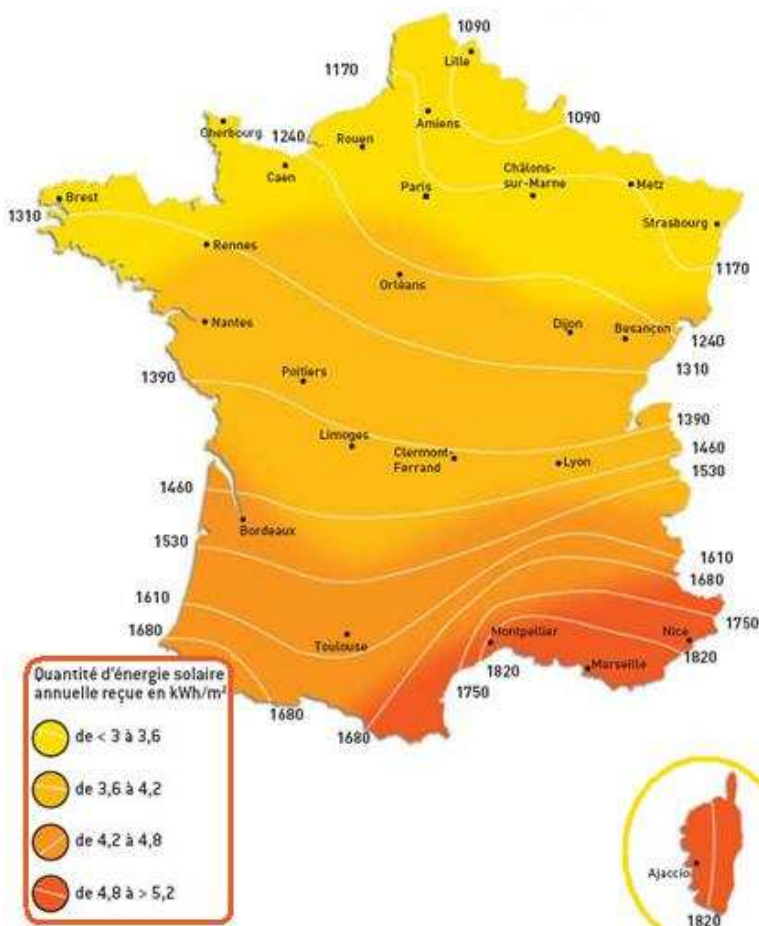 1090
Lille
1170
Amiens
1090
Cherbourg
1240
Rouen
Caen
Châlons-
sur-Marne
Metz
Paris
Brest
1310
Strasbourg
Rennes
1170
Orléans
Nantes
Dijon
Besançon
1240
1310
Poitiers
1390
1390
Limoges
Clermont-
Ferrand
Lyon
1460
1530
1460
Bordeaux
1530
1610
1680
1610
1680
Toulouse
Montpellier
Nice
1750
1820
Marseille
1820
1750
1680
1680
Quantité d'énergie solaire
annuelle reçue en kWh/m²
de < 3 à 3,6
de 3,6 à 4,2
de 4,2 à 4,8
de 4,8 à > 5,2
Ajaccio
1820